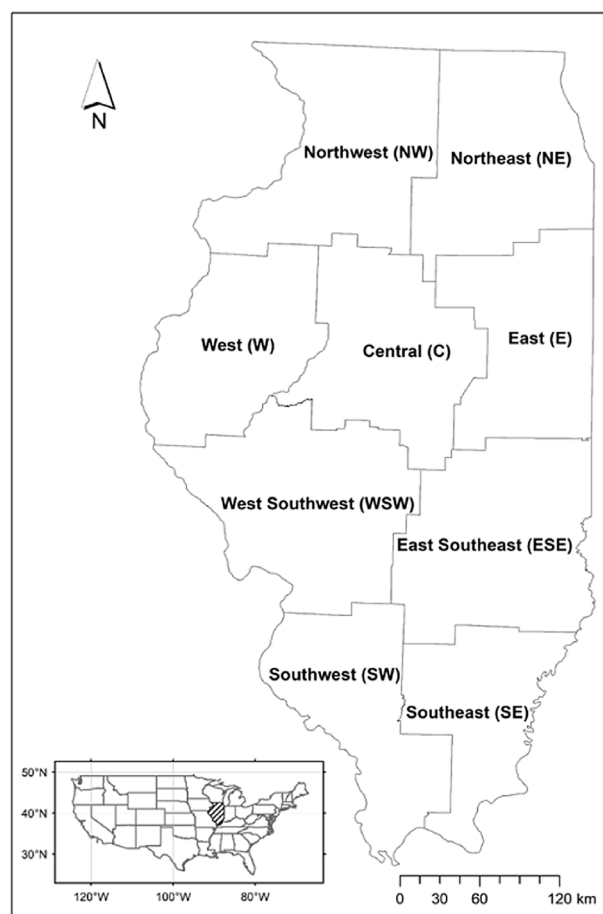 N
Northwest (NW)
Northeast (NE)
West (W)
Central (C)
East (E)
West Southwest (WSW)
East Southeast (ESE)
Southwest (SW)
Southeast (SE)
50°N
40°N
30°N
120°W 100°W 80°W
0 30 60 120 km